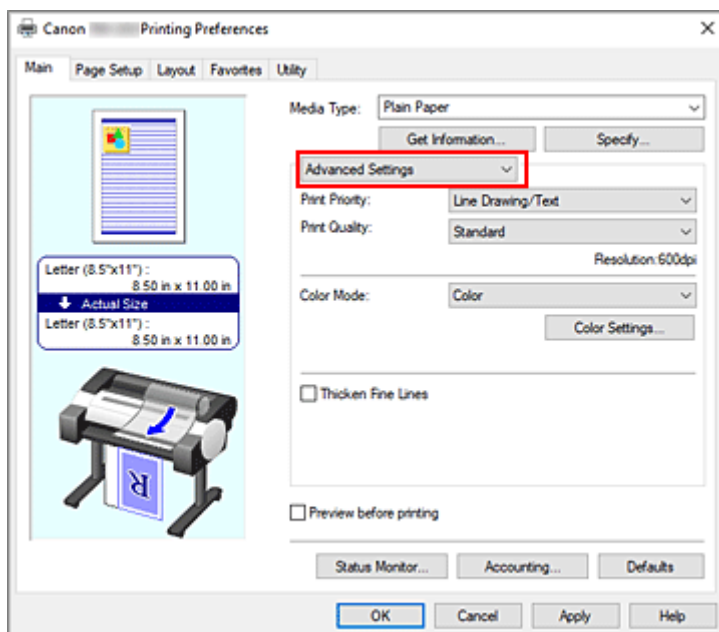 Canon Printing Preferences
Main Page Setup Layout Favorites Utility
Media Type: Plain Paper
Get Information... Specify...
Advanced Settings
Print Priority: Line Drawing/Text
Print Quality: Standard
Resolution:600dpi
Letter (8.5"x11") :
8.50 in x 11.00 in
Actual Size
Letter (8.5"x11") :
8.50 in x 11.00 in
Color Mode: Color
Color Settings...
Thicken Fine Lines
R
Preview before printing
Status Monitor... Accounting... Defaults
OK Cancel Apply Help